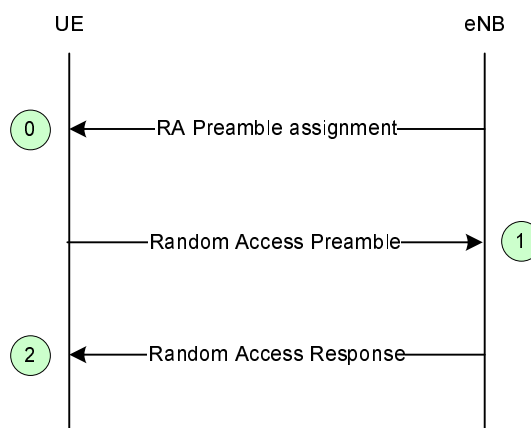 UE eNB
0 RA Preamble assignment
Random Access Preamble 1
2 Random Access Response